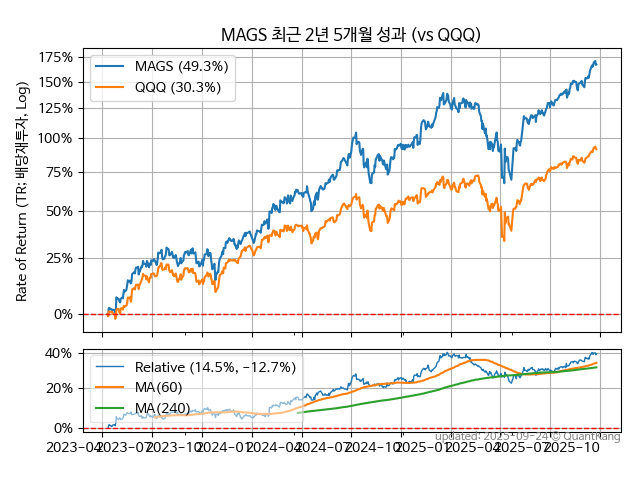 MAGS 최근 2년 5개월 성과 (vs QQQ)
Rate of Return (TR: 배당재투자, Log)
175%
150%
125%
100%
75%
50%
25%
0%
MAGS (49.3%)
QQQ (30.3%)
40%
20%
0%
Relative (14.5%, −12.7%)
MA(60)
MA(240)
2023-04 2023-07 2023-10 2024-01 2024-04 2024-07 2024-10 2025-01 2025-04 2025-07 2025-10
updated: 2025-09-24 © Quanthang